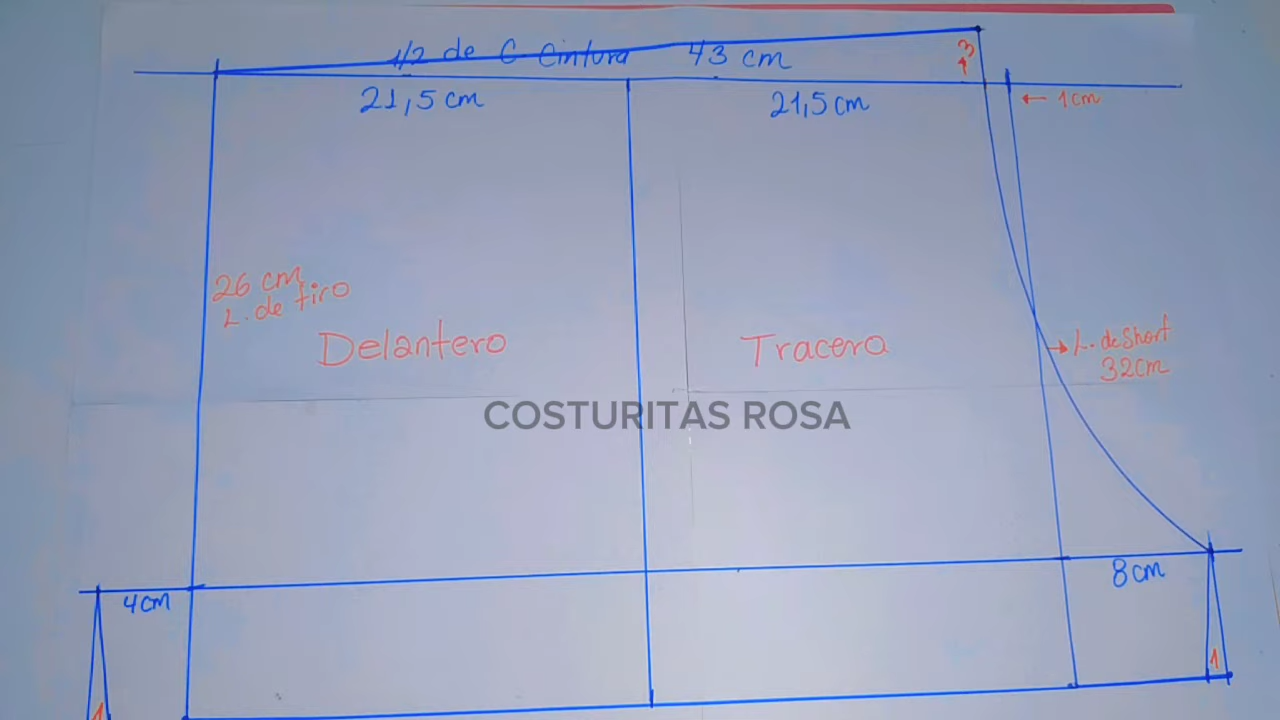 1/2 de C Cintura 43 cm
3
21,5 cm
21,5 cm
← 1cm
26 cm
L. de tiro
Delantero
Tracera
L. de Short
32cm
COSTURITAS ROSA
4cm
8cm
1
1